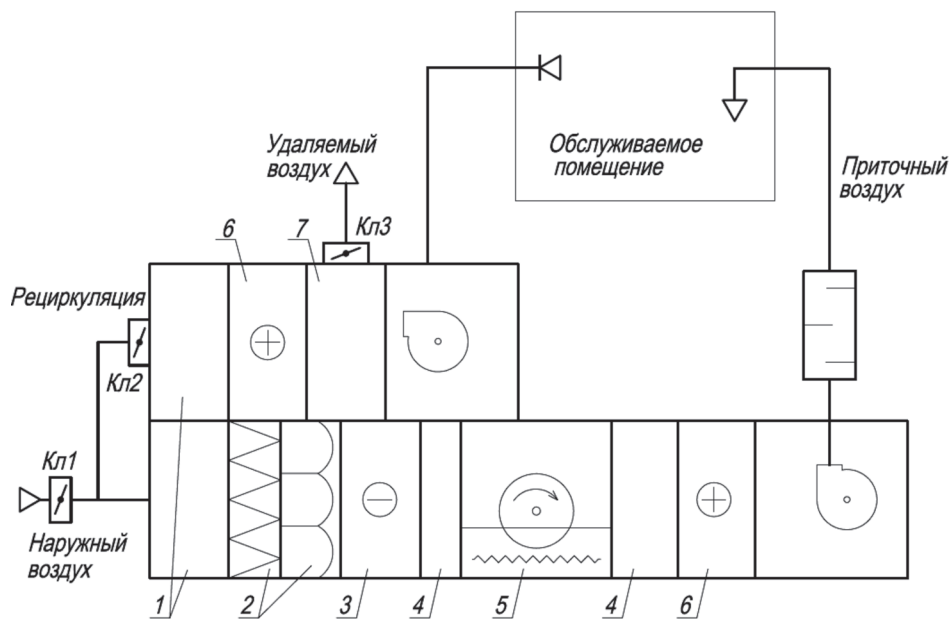 Удаляемый
воздух
Обслуживаемое
помещение
Приточный
воздух
6
7
Кл3
Рециркуляция
Кл2
Кл1
Наружный
воздух
1
2
3
4
5
4
6